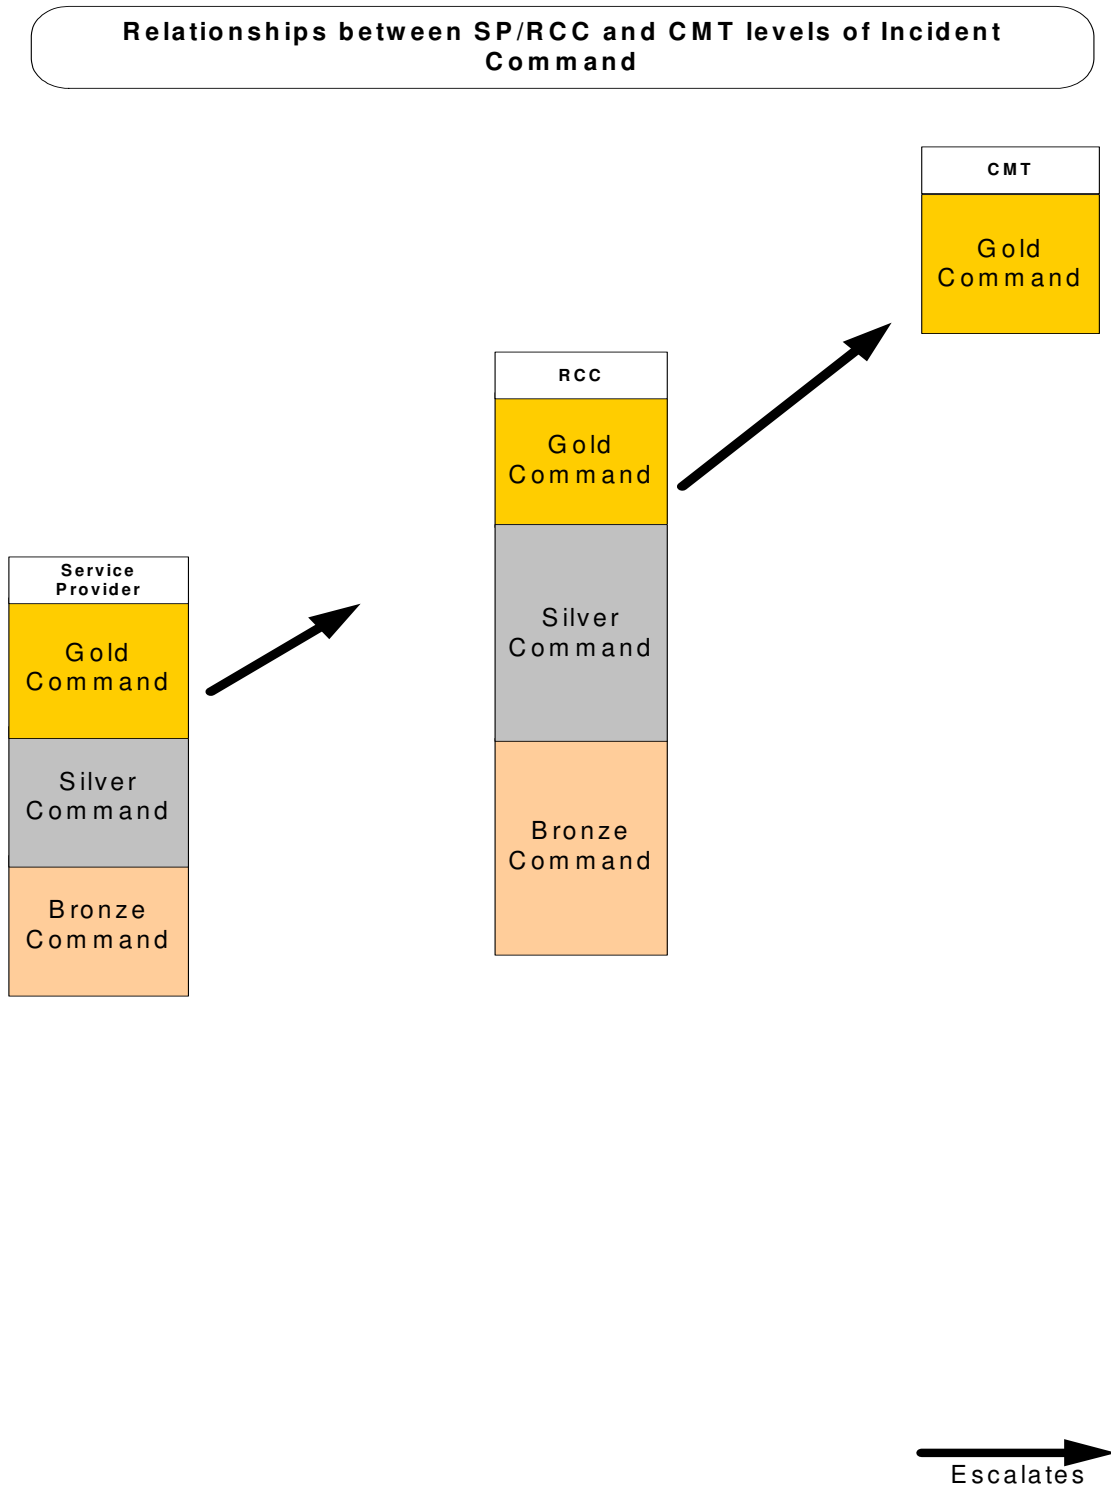 Relationships between SP/RCC and CMT levels of Incident
Command
CMT
Gold
Command
RCC
Gold
Command
Silver
Command
Bronze
Command
Service
Provider
Gold
Command
Silver
Command
Bronze
Command
Escalates